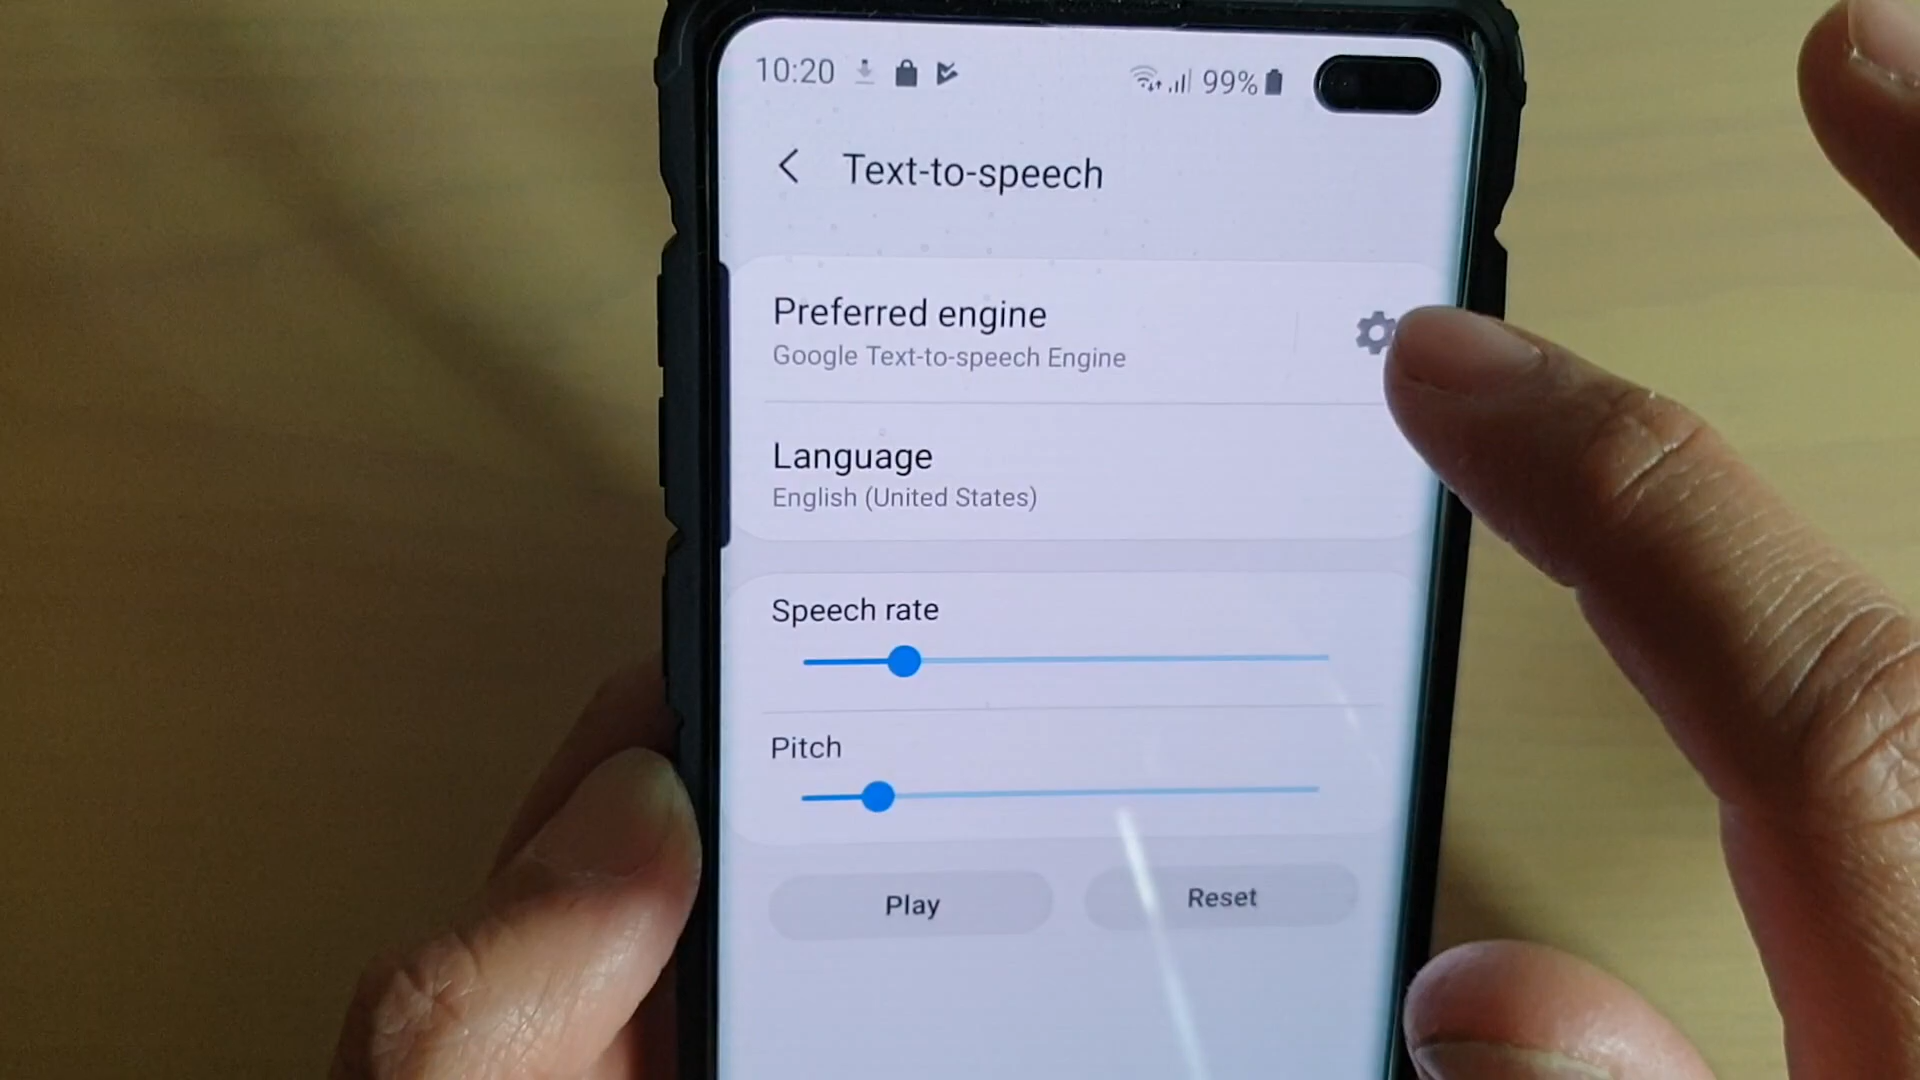 10:20 99%
Text-to-speech
Preferred engine
Google Text-to-speech Engine
Language
English (United States)
Speech rate
Pitch
Play Reset